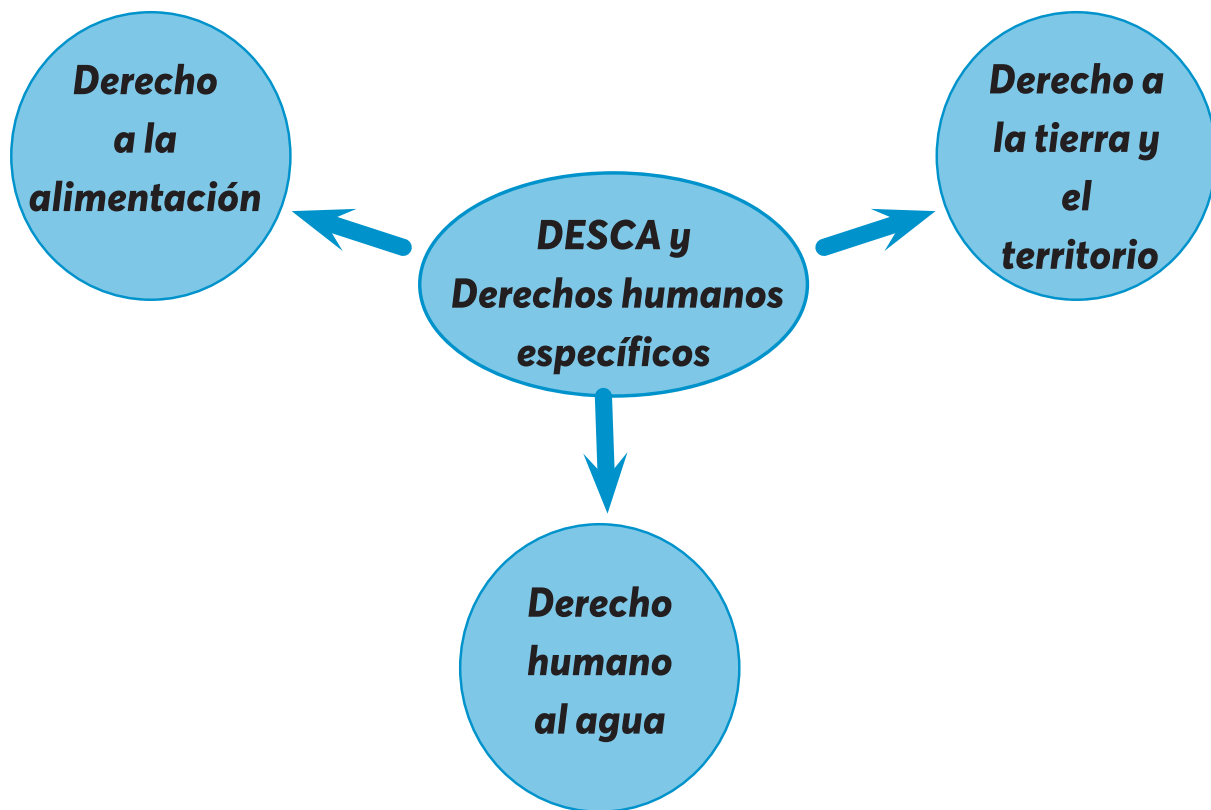 Derecho
a la
alimentación
DESCA y
Derechos humanos
específicos
Derecho a
la tierra y
el
territorio
Derecho
humano
al agua